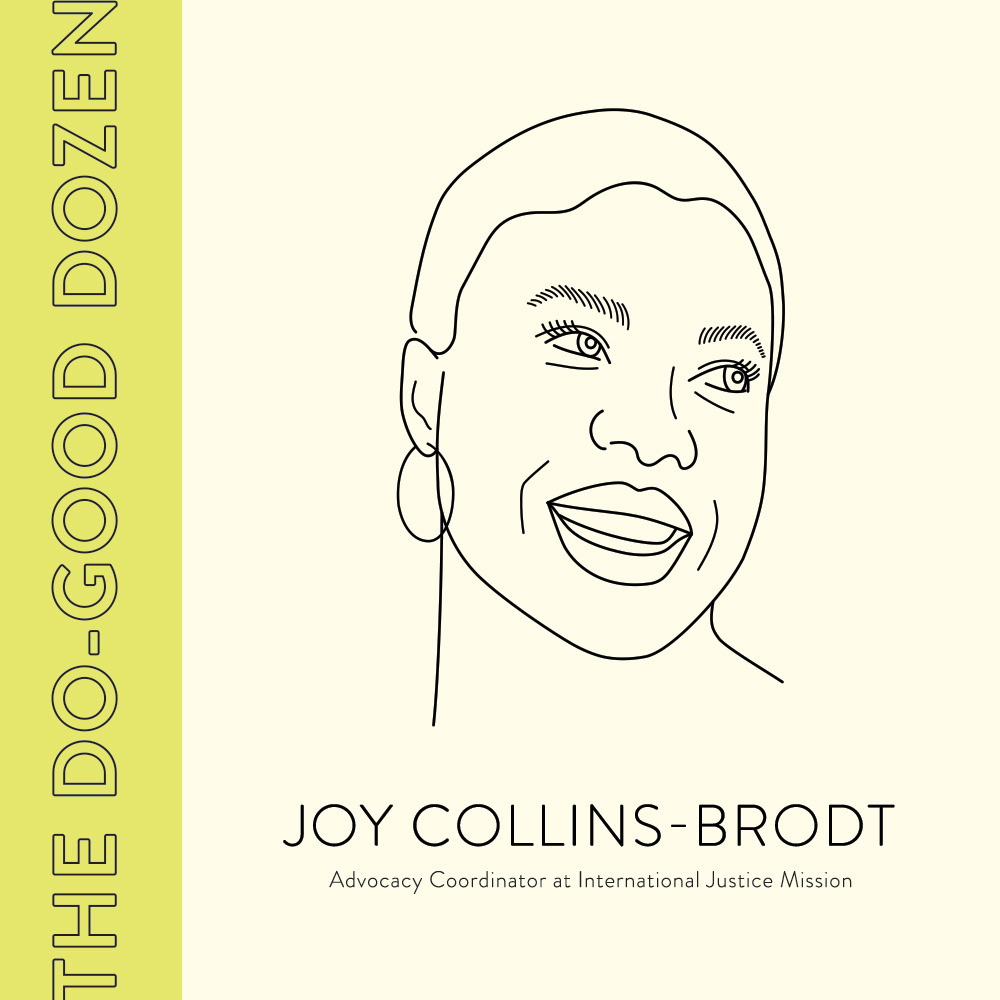 THE DO-GOOD DOZEN
JOY COLLINS-BRODT
Advocacy Coordinator at International Justice Mission